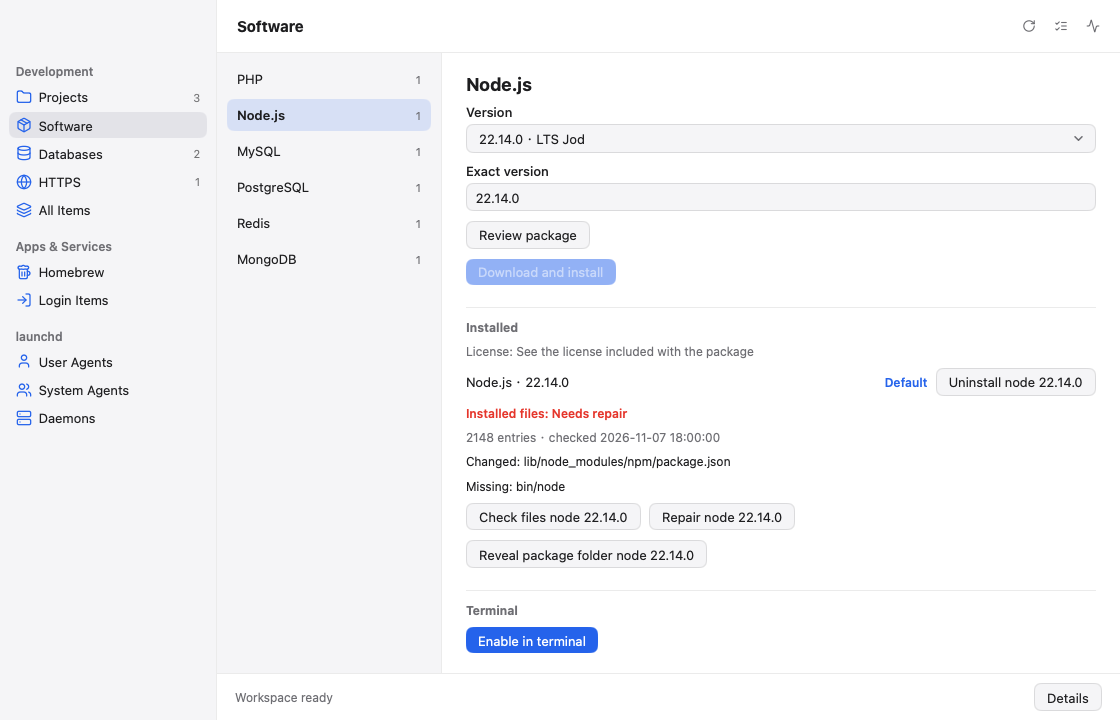 Software
Development
Projects 3
Software
Databases 2
HTTPS 1
All Items
Apps & Services
Homebrew
Login Items
launchd
User Agents
System Agents
Daemons
PHP 1
Node.js 1
MySQL 1
PostgreSQL 1
Redis 1
MongoDB 1
Node.js
Version
22.14.0 · LTS Jod
Exact version
22.14.0
Review package
Download and install
Installed
License: See the license included with the package
Node.js · 22.14.0 Default Uninstall node 22.14.0
Installed files: Needs repair
2148 entries · checked 2026-11-07 18:00:00
Changed: lib/node_modules/npm/package.json
Missing: bin/node
Check files node 22.14.0 Repair node 22.14.0
Reveal package folder node 22.14.0
Terminal
Enable in terminal
Workspace ready Details